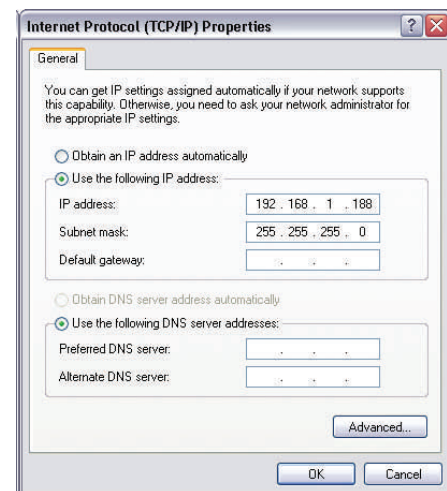 Internet Protocol (TCP/IP) Properties
General
You can get IP settings assigned automatically if your network supports
this capability. Otherwise, you need to ask your network administrator for
the appropriate IP settings.
Obtain an IP address automatically
Use the following IP address:
IP address: 192 . 168 . 1 . 188
Subnet mask: 255 . 255 . 255 . 0
Default gateway: . . .
Obtain DNS server address automatically
Use the following DNS server addresses:
Preferred DNS server: . . .
Alternate DNS server: . . .
Advanced...
OK Cancel